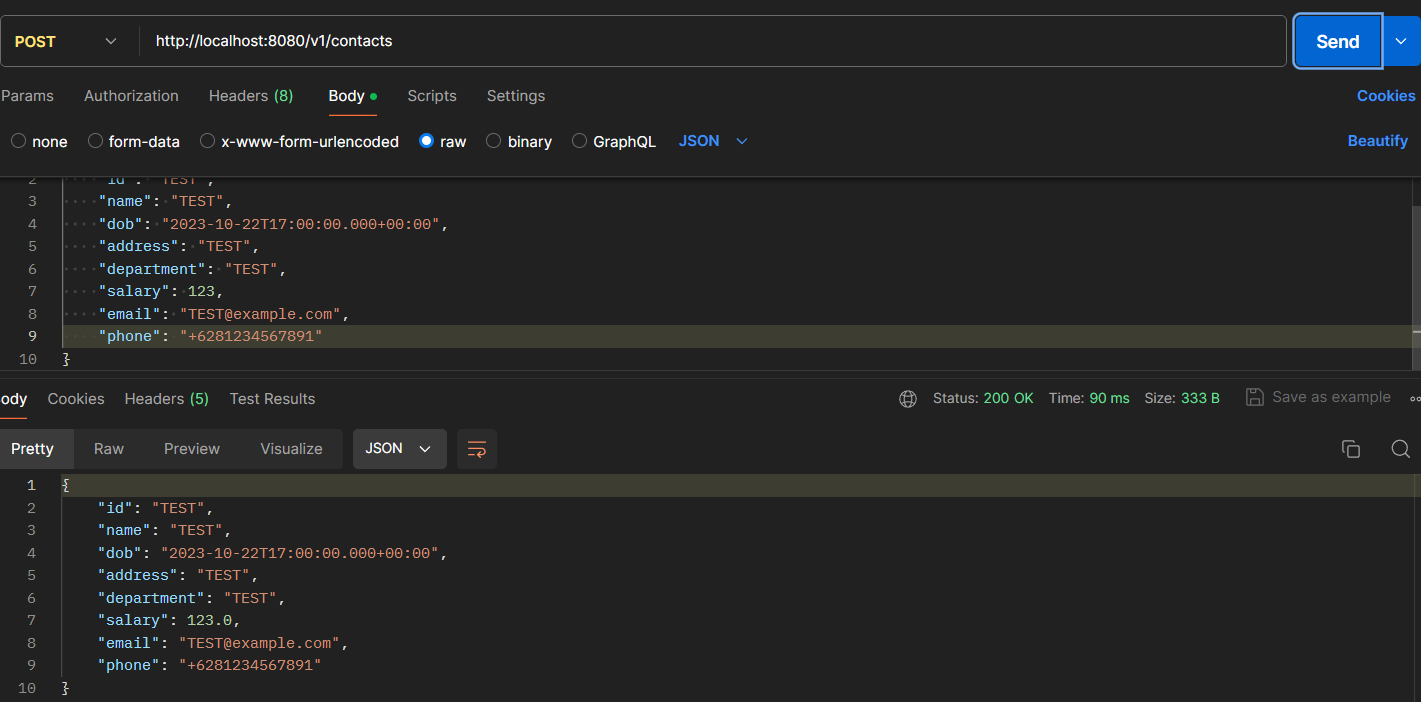 POST http://localhost:8080/v1/contacts Send
Params Authorization Headers (8) Body Scripts Settings Cookies
none form-data x-www-form-urlencoded raw binary GraphQL JSON Beautify
2 "id": "TEST",
3 "name": "TEST",
4 "dob": "2023-10-22T17:00:00.000+00:00",
5 "address": "TEST",
6 "department": "TEST",
7 "salary": 123,
8 "email": "TEST@example.com",
9 "phone": "+6281234567891"
10 }
ody Cookies Headers (5) Test Results Status: 200 OK Time: 90 ms Size: 333 B Save as example
Pretty Raw Preview Visualize JSON
1 {
2 "id": "TEST",
3 "name": "TEST",
4 "dob": "2023-10-22T17:00:00.000+00:00",
5 "address": "TEST",
6 "department": "TEST",
7 "salary": 123.0,
8 "email": "TEST@example.com",
9 "phone": "+6281234567891"
10 }